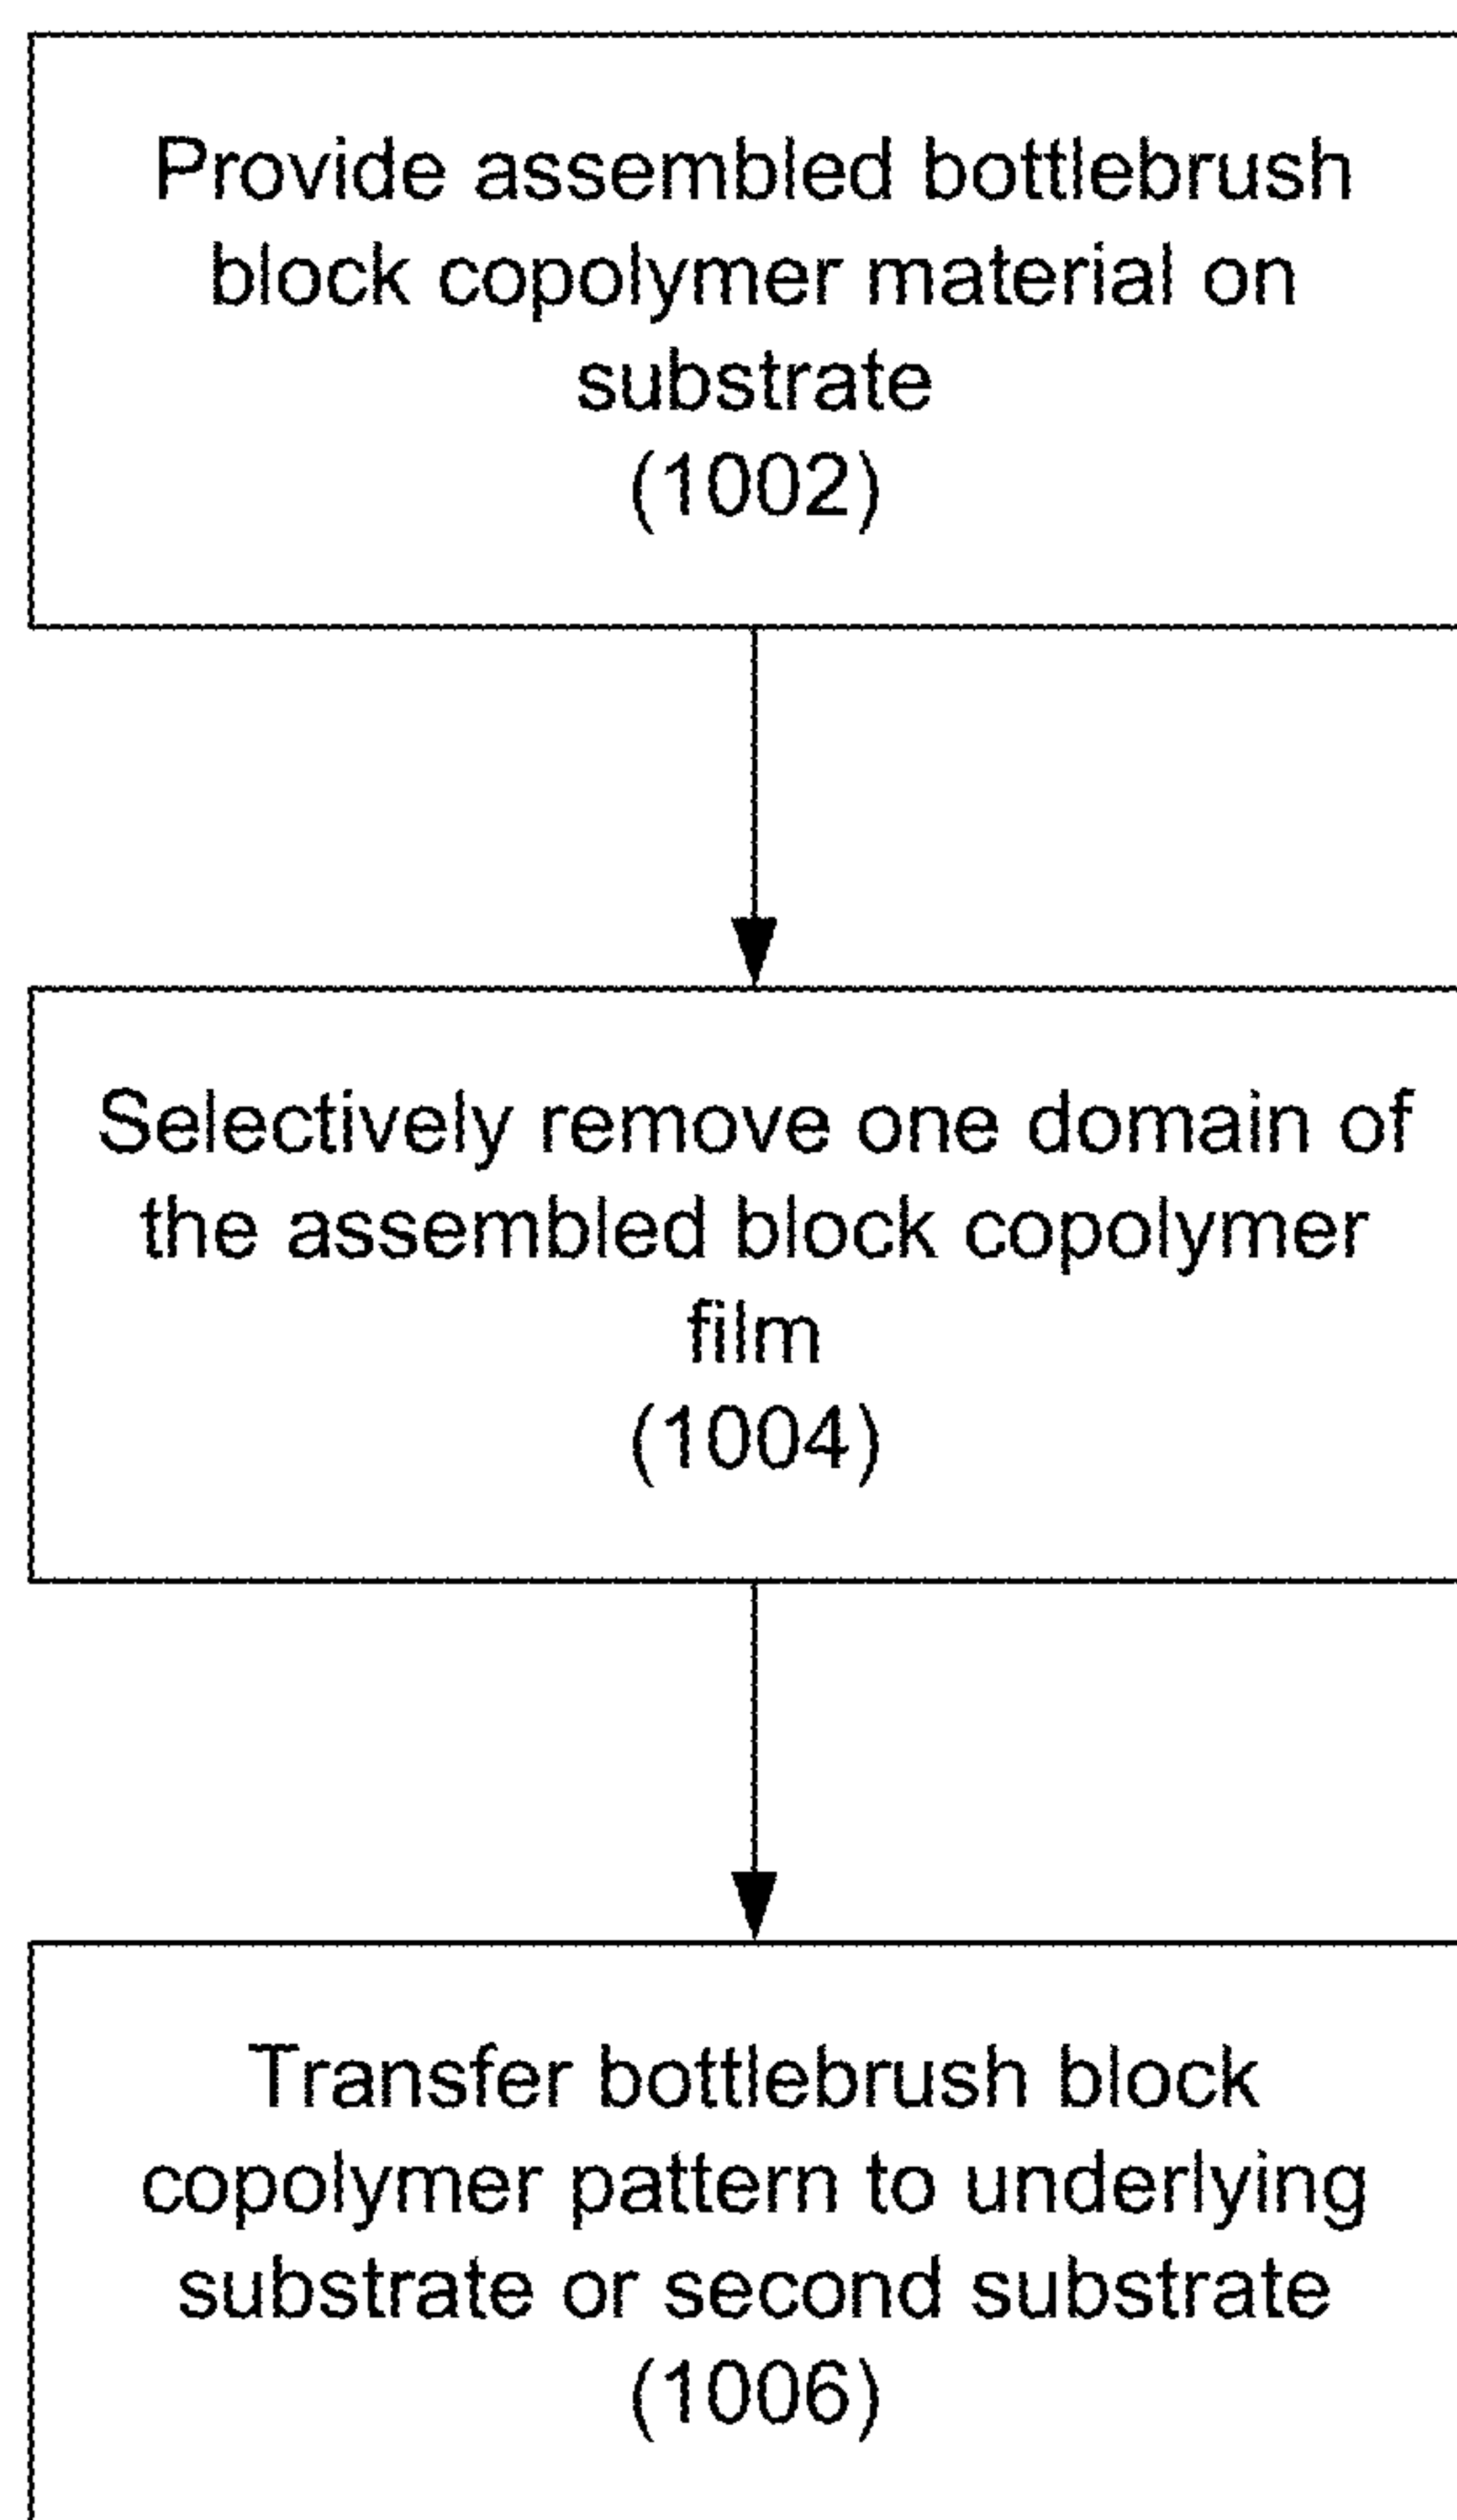 Provide assembled bottlebrush
block copolymer material on
substrate
(1002)
Selectively remove one domain of
the assembled block copolymer
film
(1004)
Transfer bottlebrush block
copolymer pattern to underlying
substrate or second substrate
(1006)